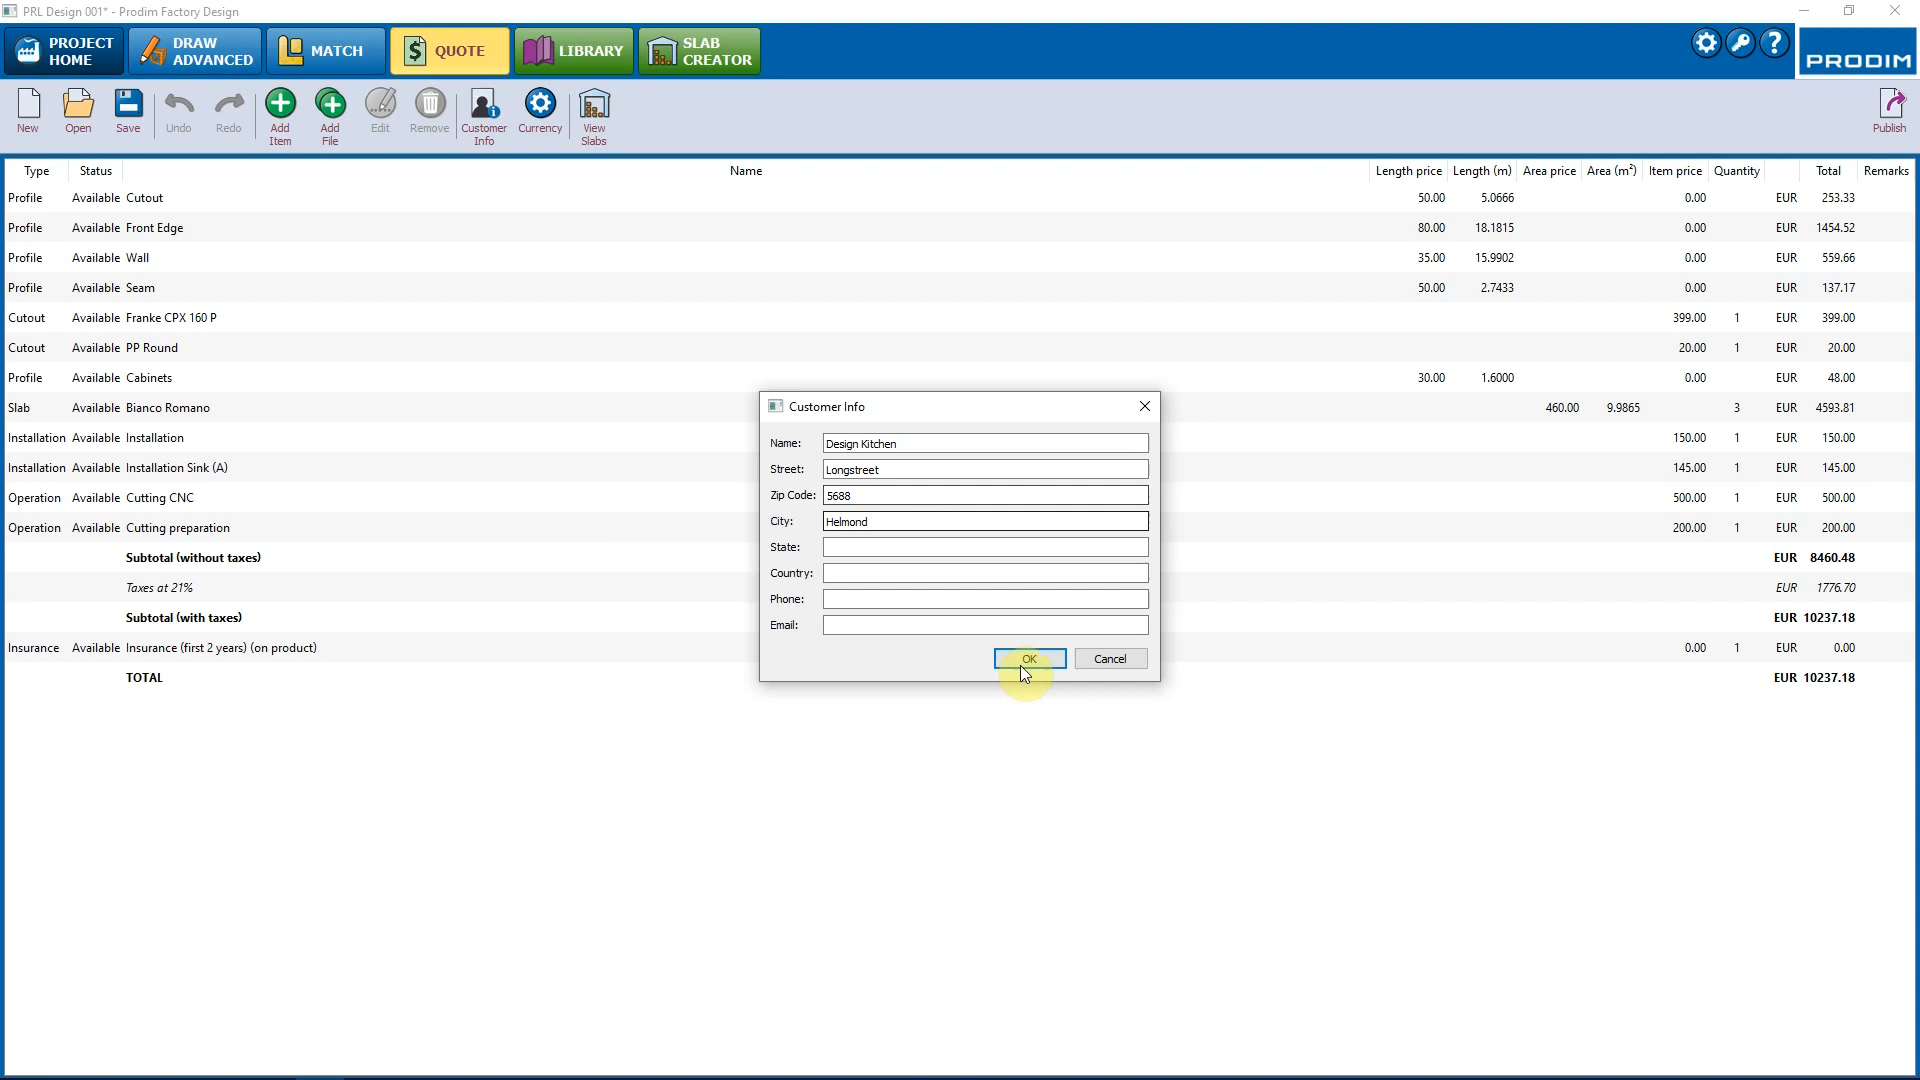 PRL Design 001* - Prodim Factory Design
PROJECT HOME
DRAW ADVANCED
MATCH
QUOTE
LIBRARY
SLAB CREATOR
PRODIM
New
Open
Save
Undo
Redo
Add Item
Add File
Edit
Remove
Customer Info
Currency
View Slabs
Publish
Type Status Name Length price Length (m) Area price Area (m²) Item price Quantity Total Remarks
Profile Available Cutout 50.00 5.0666 0.00 EUR 253.33
Profile Available Front Edge 80.00 18.1815 0.00 EUR 1454.52
Profile Available Wall 35.00 15.9902 0.00 EUR 559.66
Profile Available Seam 50.00 2.7433 0.00 EUR 137.17
Cutout Available Franke CPX 160 P 399.00 1 EUR 399.00
Cutout Available PP Round 20.00 1 EUR 20.00
Profile Available Cabinets 30.00 1.6000 0.00 EUR 48.00
Slab Available Bianco Romano 460.00 9.9865 3 EUR 4593.81
Installation Available Installation 150.00 1 EUR 150.00
Installation Available Installation Sink (A) 145.00 1 EUR 145.00
Operation Available Cutting CNC 500.00 1 EUR 500.00
Operation Available Cutting preparation 200.00 1 EUR 200.00
Subtotal (without taxes) EUR 8460.48
Taxes at 21% EUR 1776.70
Subtotal (with taxes) EUR 10237.18
Insurance Available Insurance (first 2 years) (on product) 0.00 1 EUR 0.00
TOTAL EUR 10237.18
Customer Info
Name: Design Kitchen
Street: Longstreet
Zip Code: 5688
City: Helmond
State:
Country:
Phone:
Email:
OK Cancel